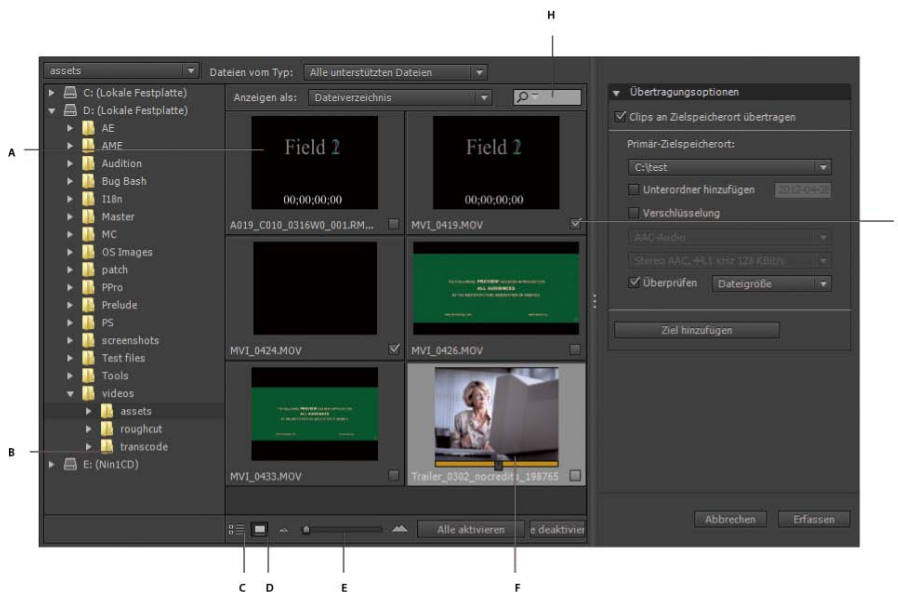 H
assets
Dateien vom Typ:
Alle unterstützten Dateien
C: (Lokale Festplatte)
D: (Lokale Festplatte)
AE
AME
Audition
Bug Bash
I18n
Master
MC
OS Images
patch
PPro
Prelude
PS
screenshots
Test files
Tools
videos
assets
roughcut
transcode
E: (Nin1CD)
A
B
Anzeigen als:
Dateiverzeichnis
Field 2
00;00;00;00
A019_C010_0316W0_001.RM...
Field 2
00;00;00;00
MVI_0419.MOV
MVI_0424.MOV
PREVIEW
ALL AUDIENCES
MVI_0426.MOV
MVI_0433.MOV
Trailer_0302_nocredits_198765
Alle aktivieren
e deaktivier
Übertragungsoptionen
Clips an Zielspeicherort übertragen
Primär-Zielspeicherort:
C:\test
Unterordner hinzufügen
2012-04-26
Verschlüsselung
AAC-Audio
Stereo AAC, 44,1 kHz 128 KBit/s
Überprüfen
Dateigröße
Ziel hinzufügen
Abbrechen
Erfassen
C
D
E
F